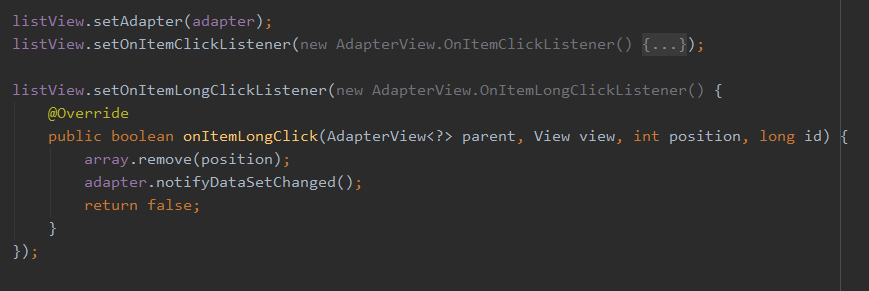 listView.setAdapter(adapter);
listView.setOnItemClickListener(new AdapterView.OnItemClickListener() {...});
listView.setOnItemLongClickListener(new AdapterView.OnItemLongClickListener() {
@Override
public boolean onItemLongClick(AdapterView<?> parent, View view, int position, long id) {
array.remove(position);
adapter.notifyDataSetChanged();
return false;
}
});